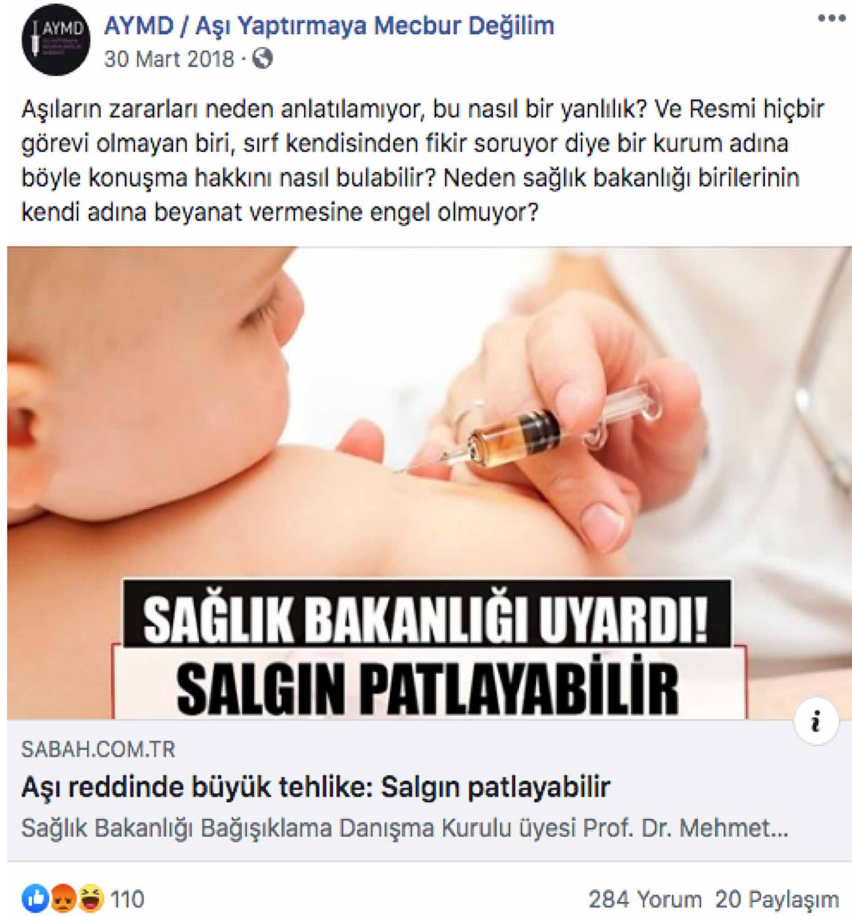 AYMD
AYMD / Aşı Yaptırmaya Mecbur Değilim
30 Mart 2018 ·
Aşıların zararları neden anlatılamıyor, bu nasıl bir yanlılık? Ve Resmi hiçbir
görevi olmayan biri, sırf kendisinden fikir soruyor diye bir kurum adına
böyle konuşma hakkını nasıl bulabilir? Neden sağlık bakanlığı birilerinin
kendi adına beyanat vermesine engel olmuyor?
SAĞLIK BAKANLIĞI UYARDI!
SALGIN PATLAYABİLİR
SABAH.COM.TR
Aşı reddinde büyük tehlike: Salgın patlayabilir
Sağlık Bakanlığı Bağışıklama Danışma Kurulu üyesi Prof. Dr. Mehmet...
110
284 Yorum 20 Paylaşım